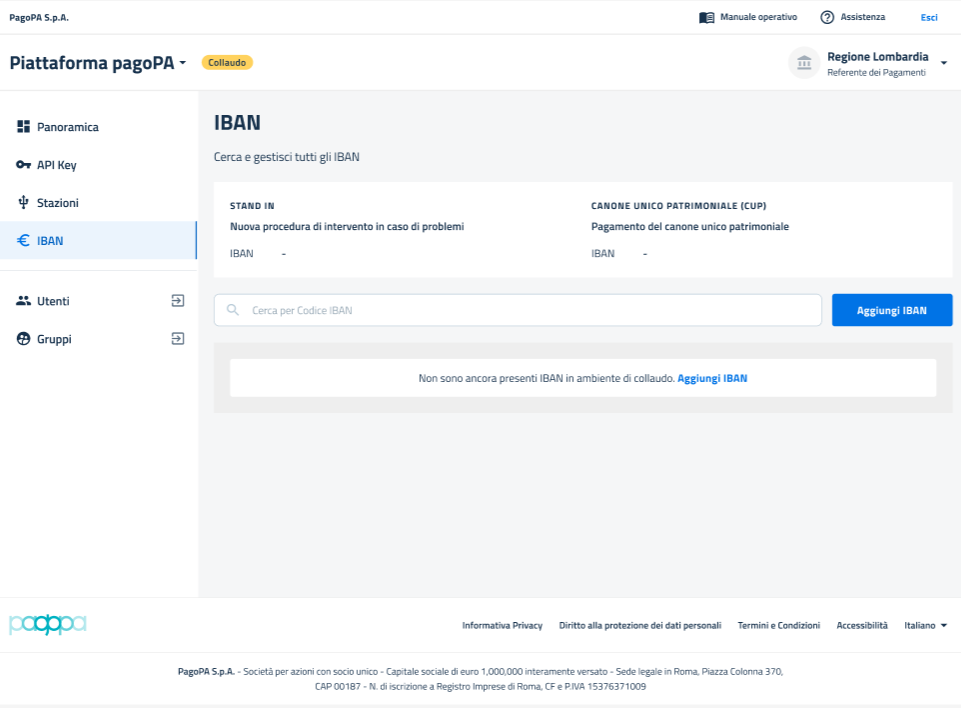 PagoPA S.p.A.
Manuale operativo
Assistenza
Esci
Piattaforma pagoPA
Collaudo
Regione Lombardia
Referente dei Pagamenti
Panoramica
API Key
Stazioni
IBAN
Utenti
Gruppi
IBAN
Cerca e gestisci tutti gli IBAN
STAND IN
Nuova procedura di intervento in caso di problemi
IBAN -
CANONE UNICO PATRIMONIALE (CUP)
Pagamento del canone unico patrimoniale
IBAN -
Cerca per Codice IBAN
Aggiungi IBAN
Non sono ancora presenti IBAN in ambiente di collaudo. Aggiungi IBAN
pagopa
Informativa Privacy
Diritto alla protezione dei dati personali
Termini e Condizioni
Accessibilità
Italiano
PagoPA S.p.A. - Società per azioni con socio unico - Capitale sociale di euro 1,000,000 interamente versato - Sede legale in Roma, Piazza Colonna 370,
CAP 00187 - N. di iscrizione a Registro Imprese di Roma, CF e P.IVA 15376371009